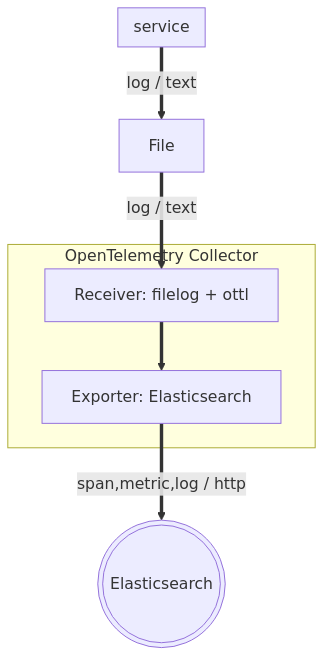 service
log / text
File
log / text
OpenTelemetry Collector
Receiver: filelog + ottl
Exporter: Elasticsearch
span,metric,log / http
Elasticsearch